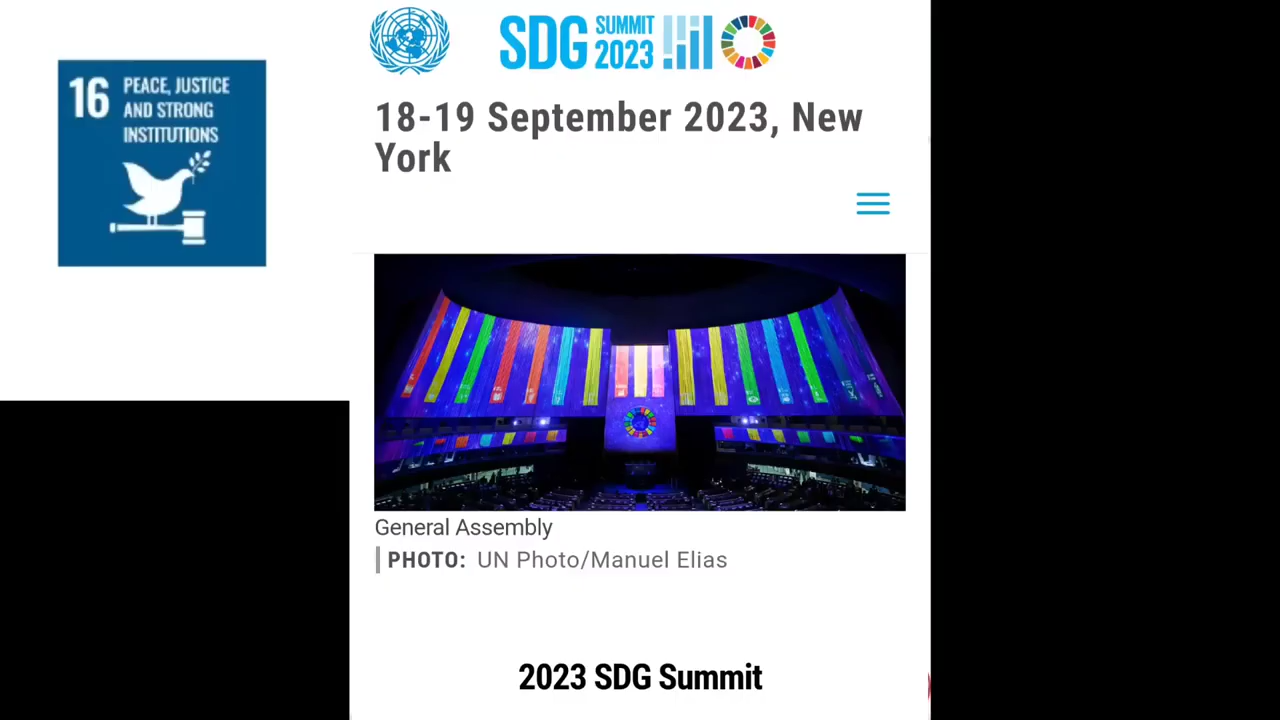 16 PEACE, JUSTICE
AND STRONG
INSTITUTIONS
SDG SUMMIT
2023
18-19 September 2023, New
York
General Assembly
PHOTO: UN Photo/Manuel Elias
2023 SDG Summit